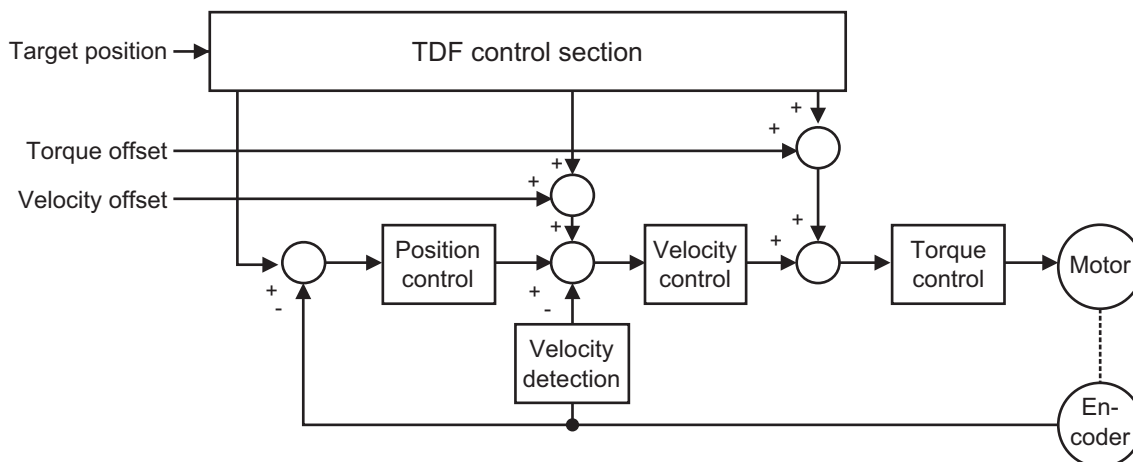 Target position
TDF control section
+
+
Torque offset
+
+
Velocity offset
+
+
+
Position
control
Velocity
control
Torque
control
Motor
+
-
+
-
Velocity
detection
En-
coder